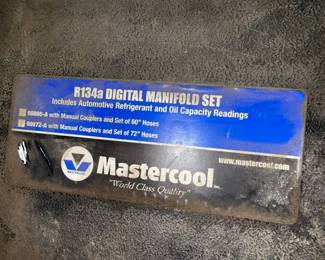 R134a DIGITAL MANIFOLD SET
Includes Automotive Refrigerant and Oil Capacity Readings
with Manual Couplers and Set of 60" Hoses
96072-A with Manual Couplers and Set of 72" Hoses
www.mastercool.com
Mastercool
"World Class Quality"